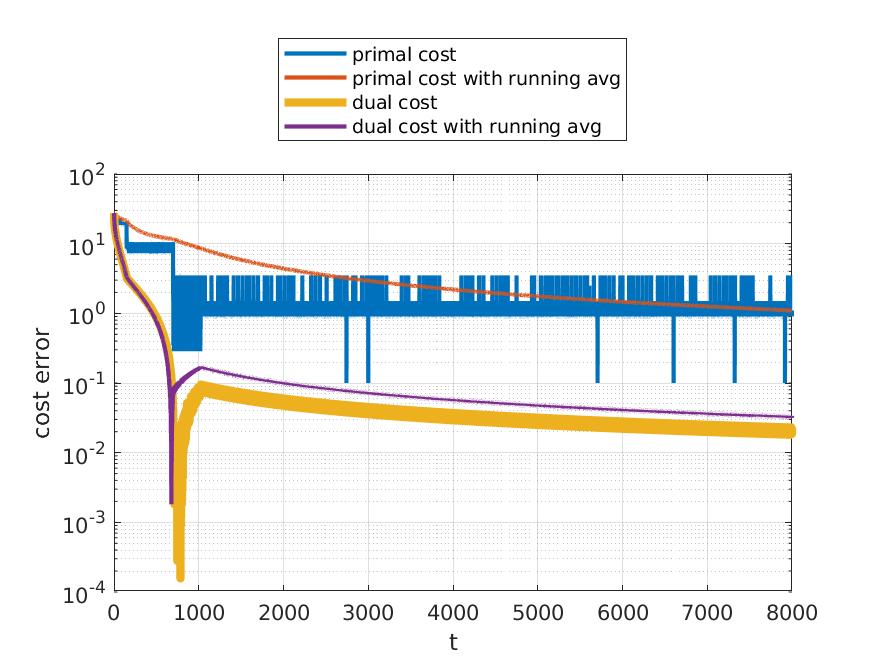 primal cost
primal cost with running avg
dual cost
dual cost with running avg
10^2
10^1
10^0
10^-1
10^-2
10^-3
10^-4
cost error
0 1000 2000 3000 4000 5000 6000 7000 8000
t